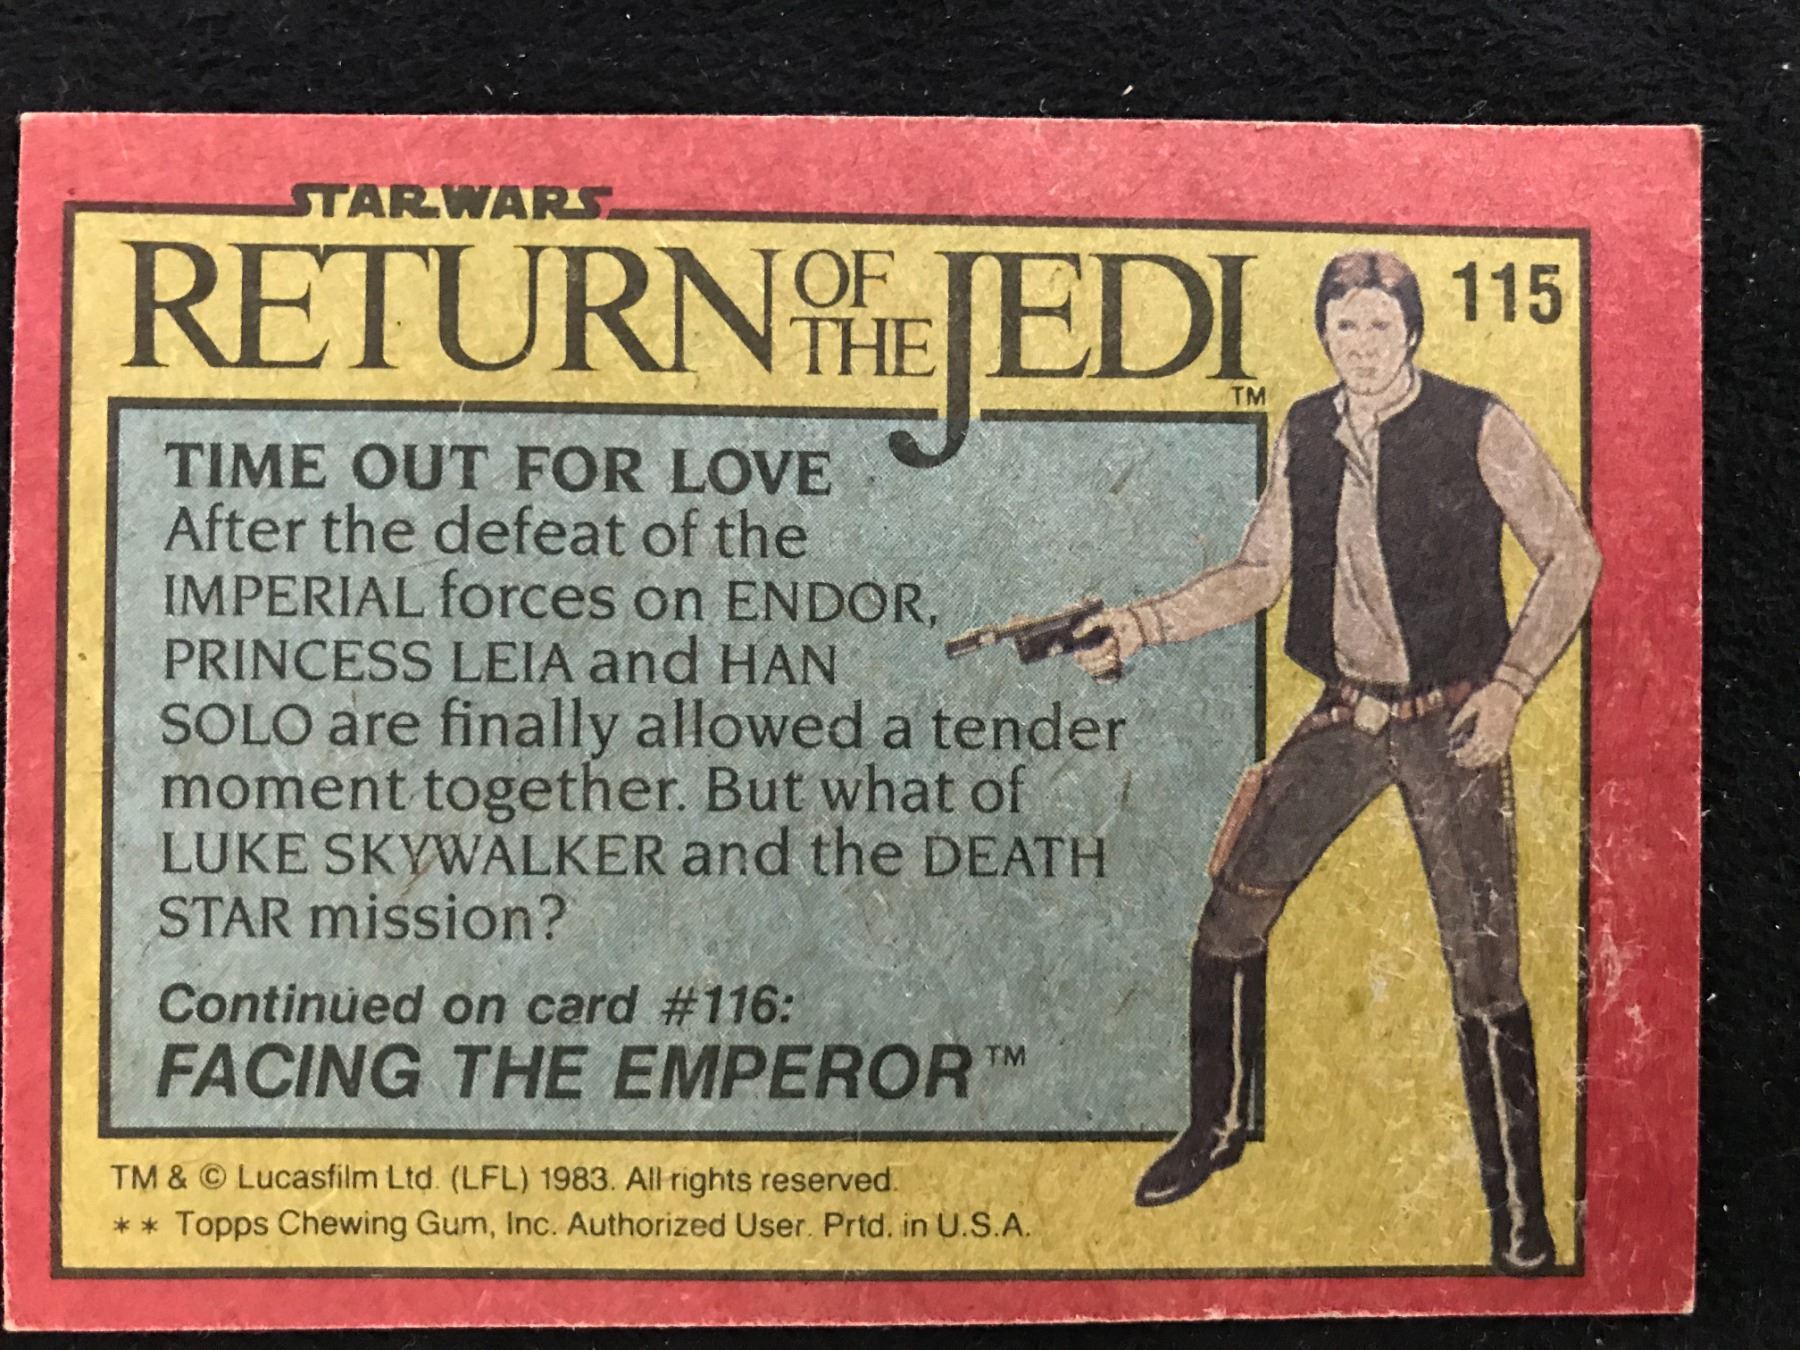 STAR WARS
RETURN OF THE JEDI™
115
TIME OUT FOR LOVE
After the defeat of the
IMPERIAL forces on ENDOR,
PRINCESS LEIA and HAN
SOLO are finally allowed a tender
moment together. But what of
LUKE SKYWALKER and the DEATH
STAR mission?
Continued on card #116:
FACING THE EMPEROR™
TM & © Lucasfilm Ltd. (LFL) 1983. All rights reserved.
** Topps Chewing Gum, Inc. Authorized User. Prtd. in U.S.A.